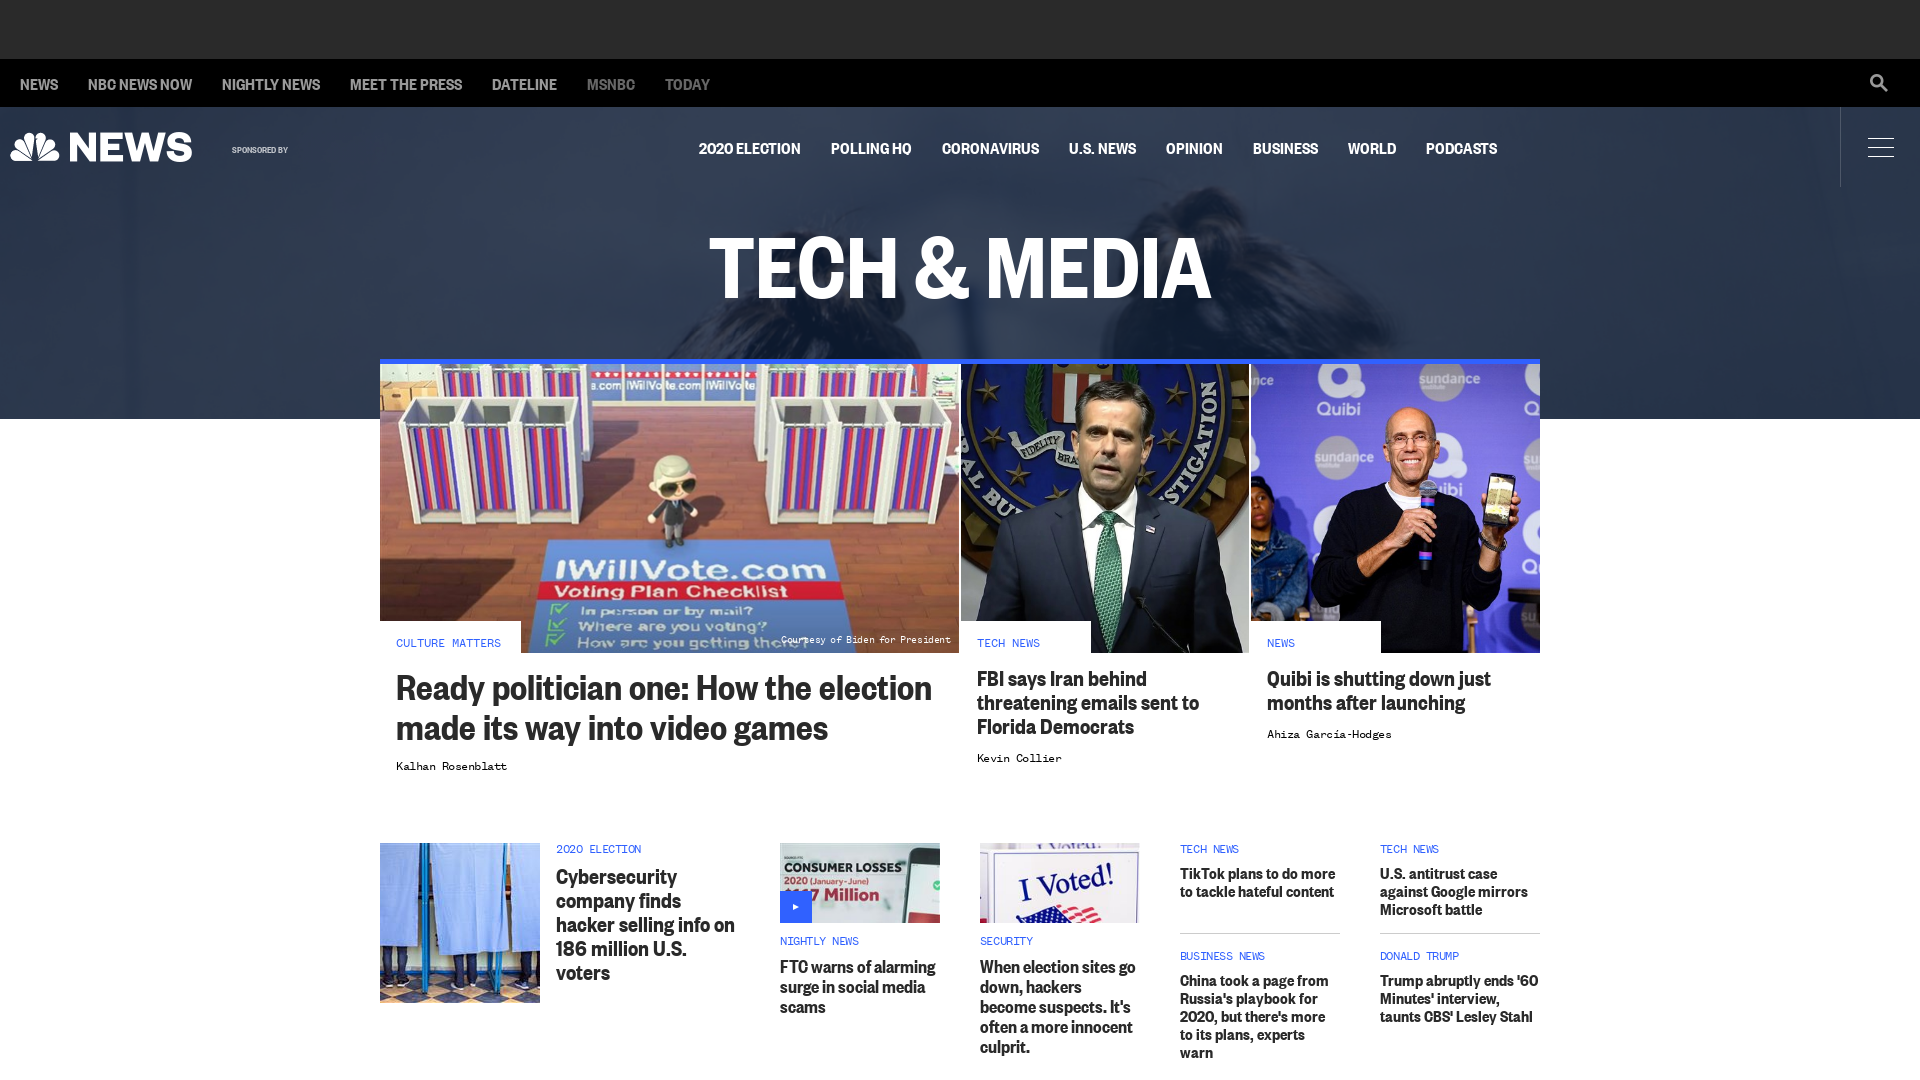 NEWS
NBC NEWS NOW
NIGHTLY NEWS
MEET THE PRESS
DATELINE
MSNBC
TODAY
NEWS
SPONSORED BY
2020 ELECTION
POLLING HQ
CORONAVIRUS
U.S. NEWS
OPINION
BUSINESS
WORLD
PODCASTS
TECH & MEDIA
IWillVote.com
Voting Plan Checklist
In person or by mail?
Where are you voting?
How are you getting there?
Courtesy of Biden for President
CULTURE MATTERS
Ready politician one: How the election
made its way into video games
Kalhan Rosenblatt
FIDELITY
TECH NEWS
FBI says Iran behind
threatening emails sent to
Florida Democrats
Kevin Collier
Quibi
sundance
institute
NEWS
Quibi is shutting down just
months after launching
Ahiza García-Hodges
2020 ELECTION
Cybersecurity
company finds
hacker selling info on
186 million U.S.
voters
CONSUMER LOSSES
2020 (January-June)
Million
NIGHTLY NEWS
FTC warns of alarming
surge in social media
scams
I Voted!
SECURITY
When election sites go
down, hackers
become suspects. It's
often a more innocent
culprit.
TECH NEWS
TikTok plans to do more
to tackle hateful content
BUSINESS NEWS
China took a page from
Russia's playbook for
2020, but there's more
to its plans, experts
warn
TECH NEWS
U.S. antitrust case
against Google mirrors
Microsoft battle
DONALD TRUMP
Trump abruptly ends '60
Minutes' interview,
taunts CBS' Lesley Stahl